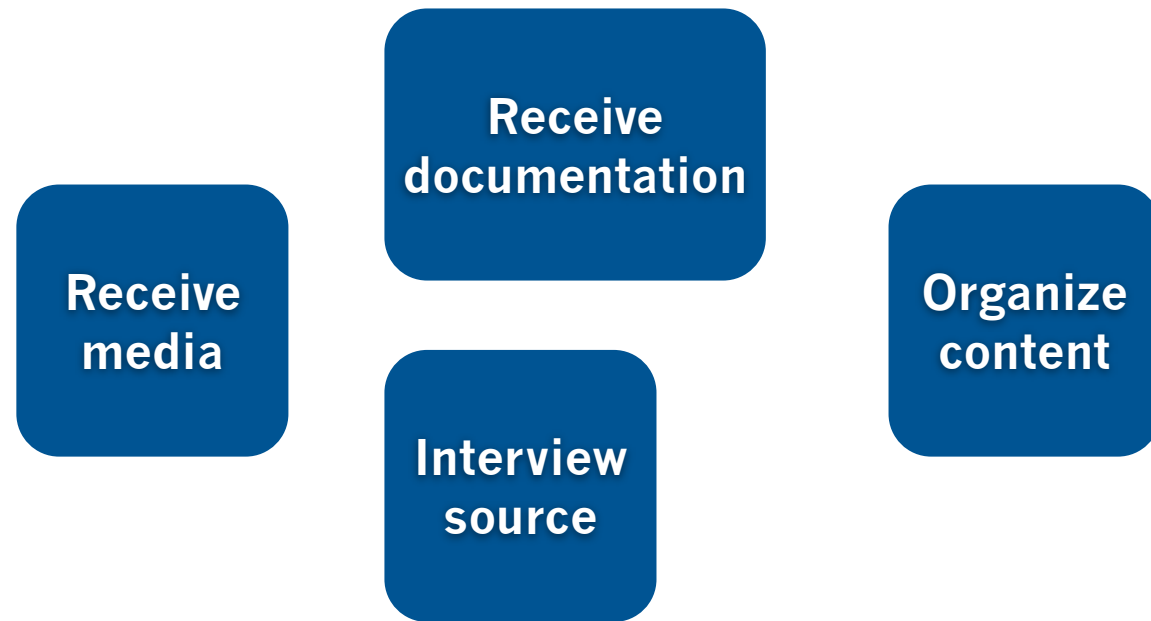 Receive
media
Receive
documentation
Interview
source
Organize
content